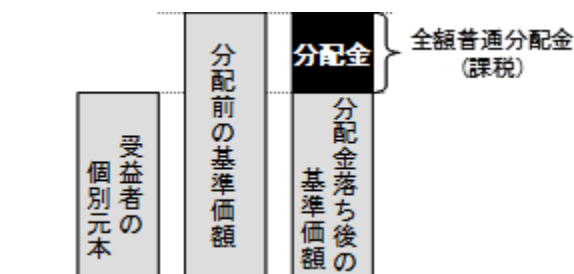 受益者の
個別元本
分配前の基準価額
分配金
分配金落ち後の
基準価額
全額普通分配金
(課税)